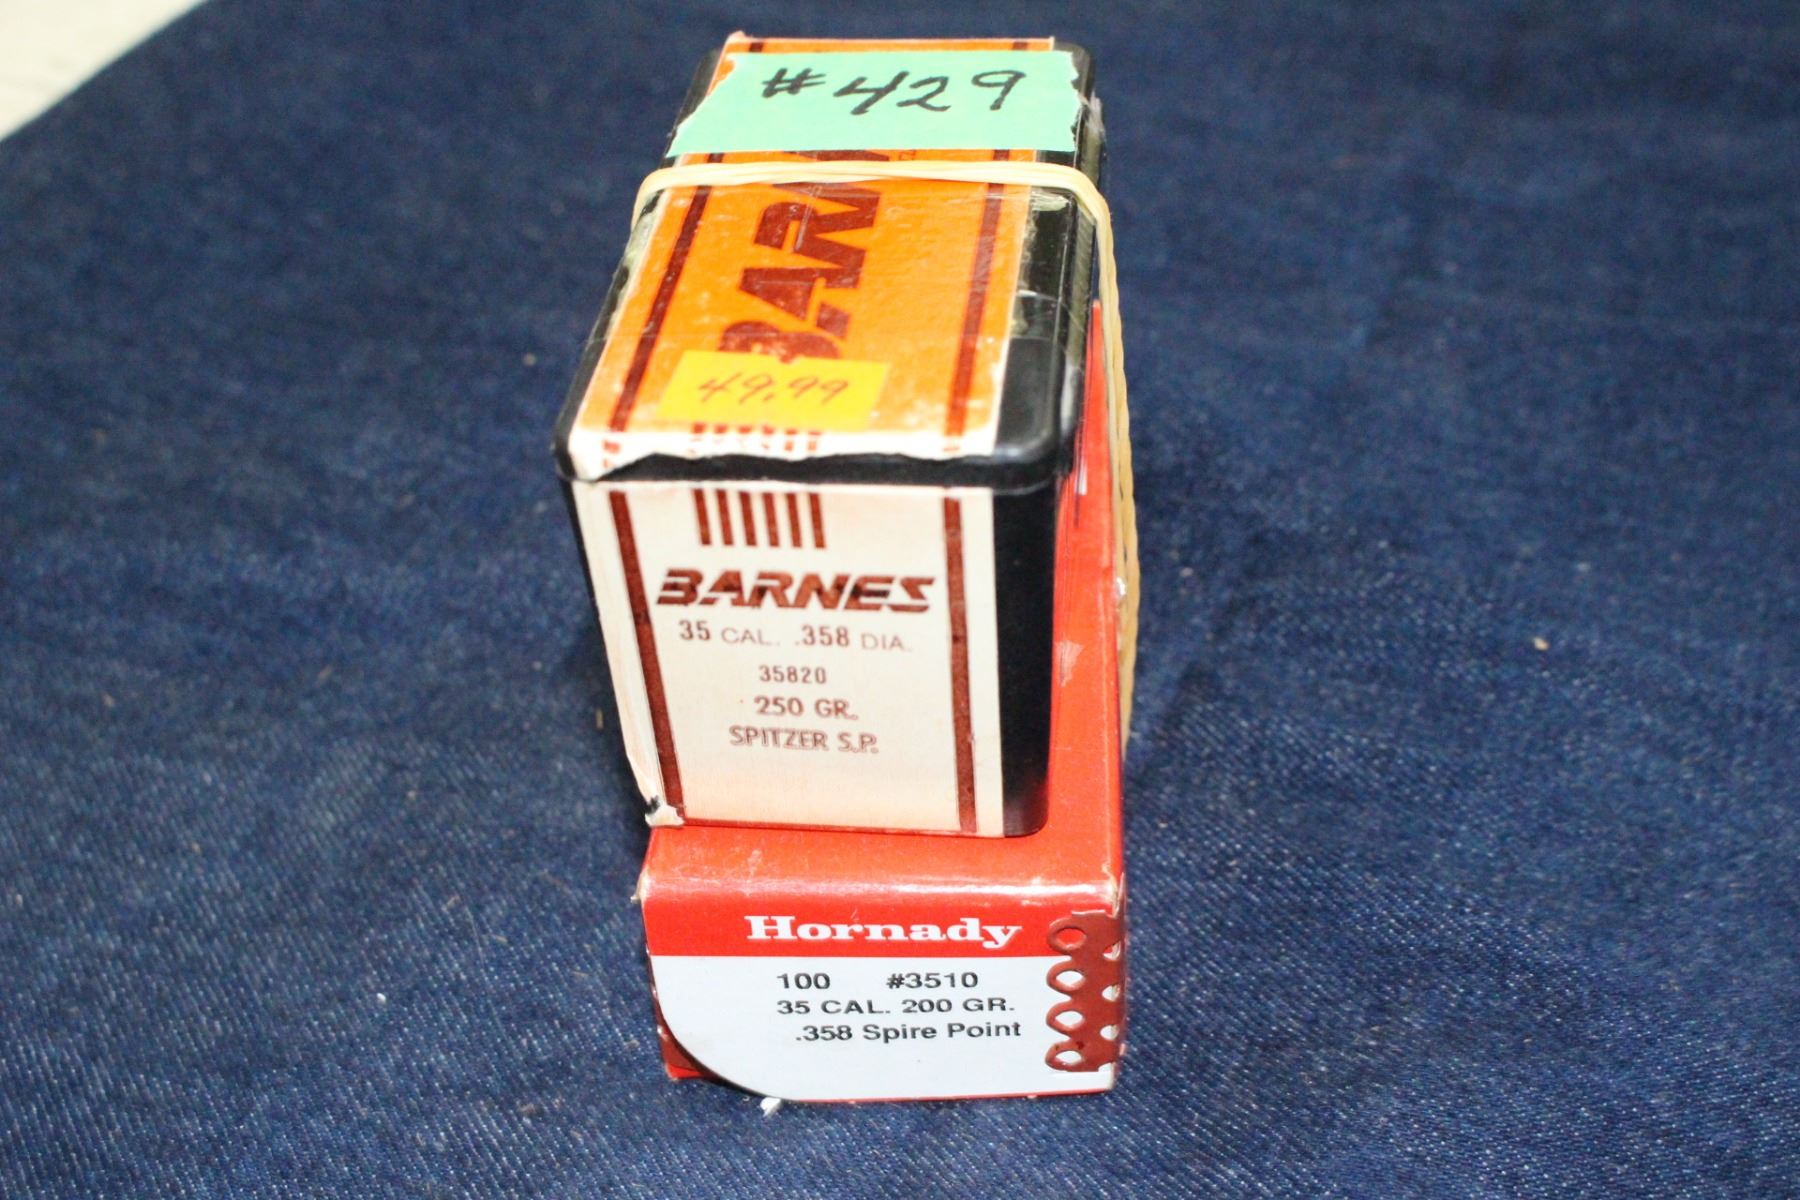 #429
BARN
49.99
BARNES
35 CAL. .358 DIA.
35820
250 GR.
SPITZER S.P.
Hornady
100 #3510
35 CAL. 200 GR.
.358 Spire Point